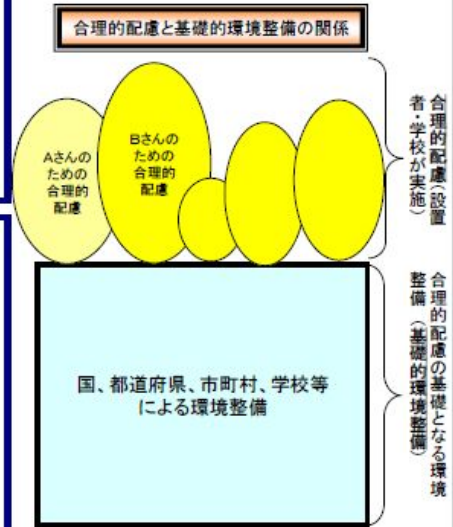 合理的配慮と基礎的環境整備の関係
Aさんの
ための
合理的
配慮
Bさんの
ための
合理的
配慮
合理的配慮(設置
者・学校が実施)
国、都道府県、市町村、学校等
による環境整備
合理的配慮の基礎となる環境
整備(基礎的環境整備)